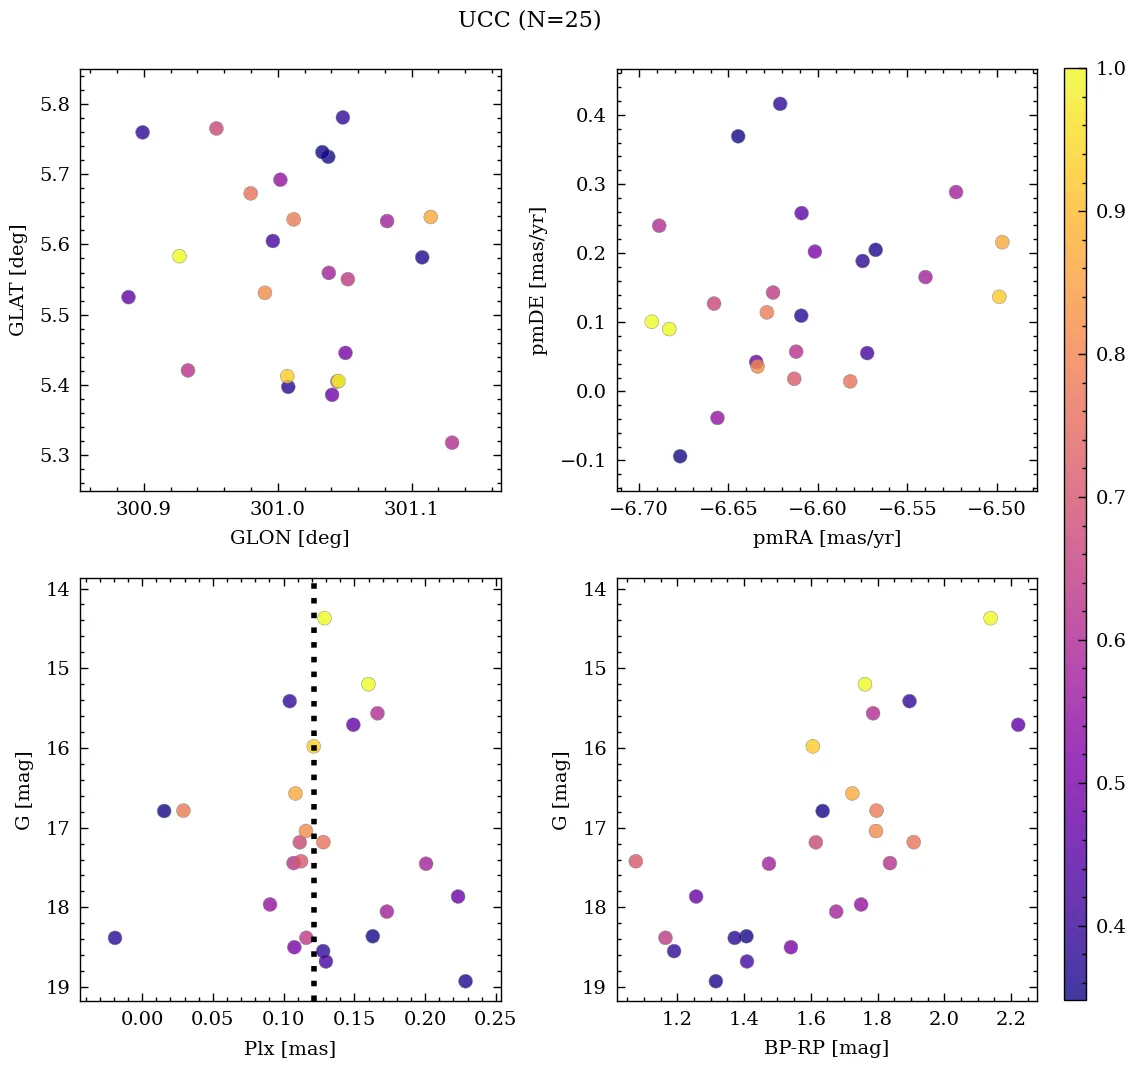 UCC (N=25)
5.8
5.7
5.6
5.5
5.4
5.3
GLAT [deg]
300.9 301.0 301.1
GLON [deg]
0.4
0.3
0.2
0.1
0.0
−0.1
pmDE [mas/yr]
−6.70 −6.65 −6.60 −6.55 −6.50
pmRA [mas/yr]
14
15
16
17
18
19
G [mag]
0.00 0.05 0.10 0.15 0.20 0.25
Plx [mas]
14
15
16
17
18
19
G [mag]
1.2 1.4 1.6 1.8 2.0 2.2
BP-RP [mag]
1.0
0.9
0.8
0.7
0.6
0.5
0.4